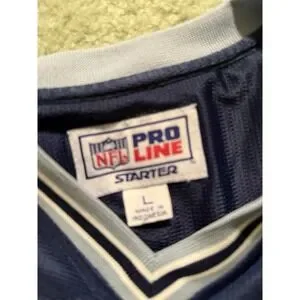 NFL
PRO
LINE
STARTER
L
MADE IN
INDONESIA